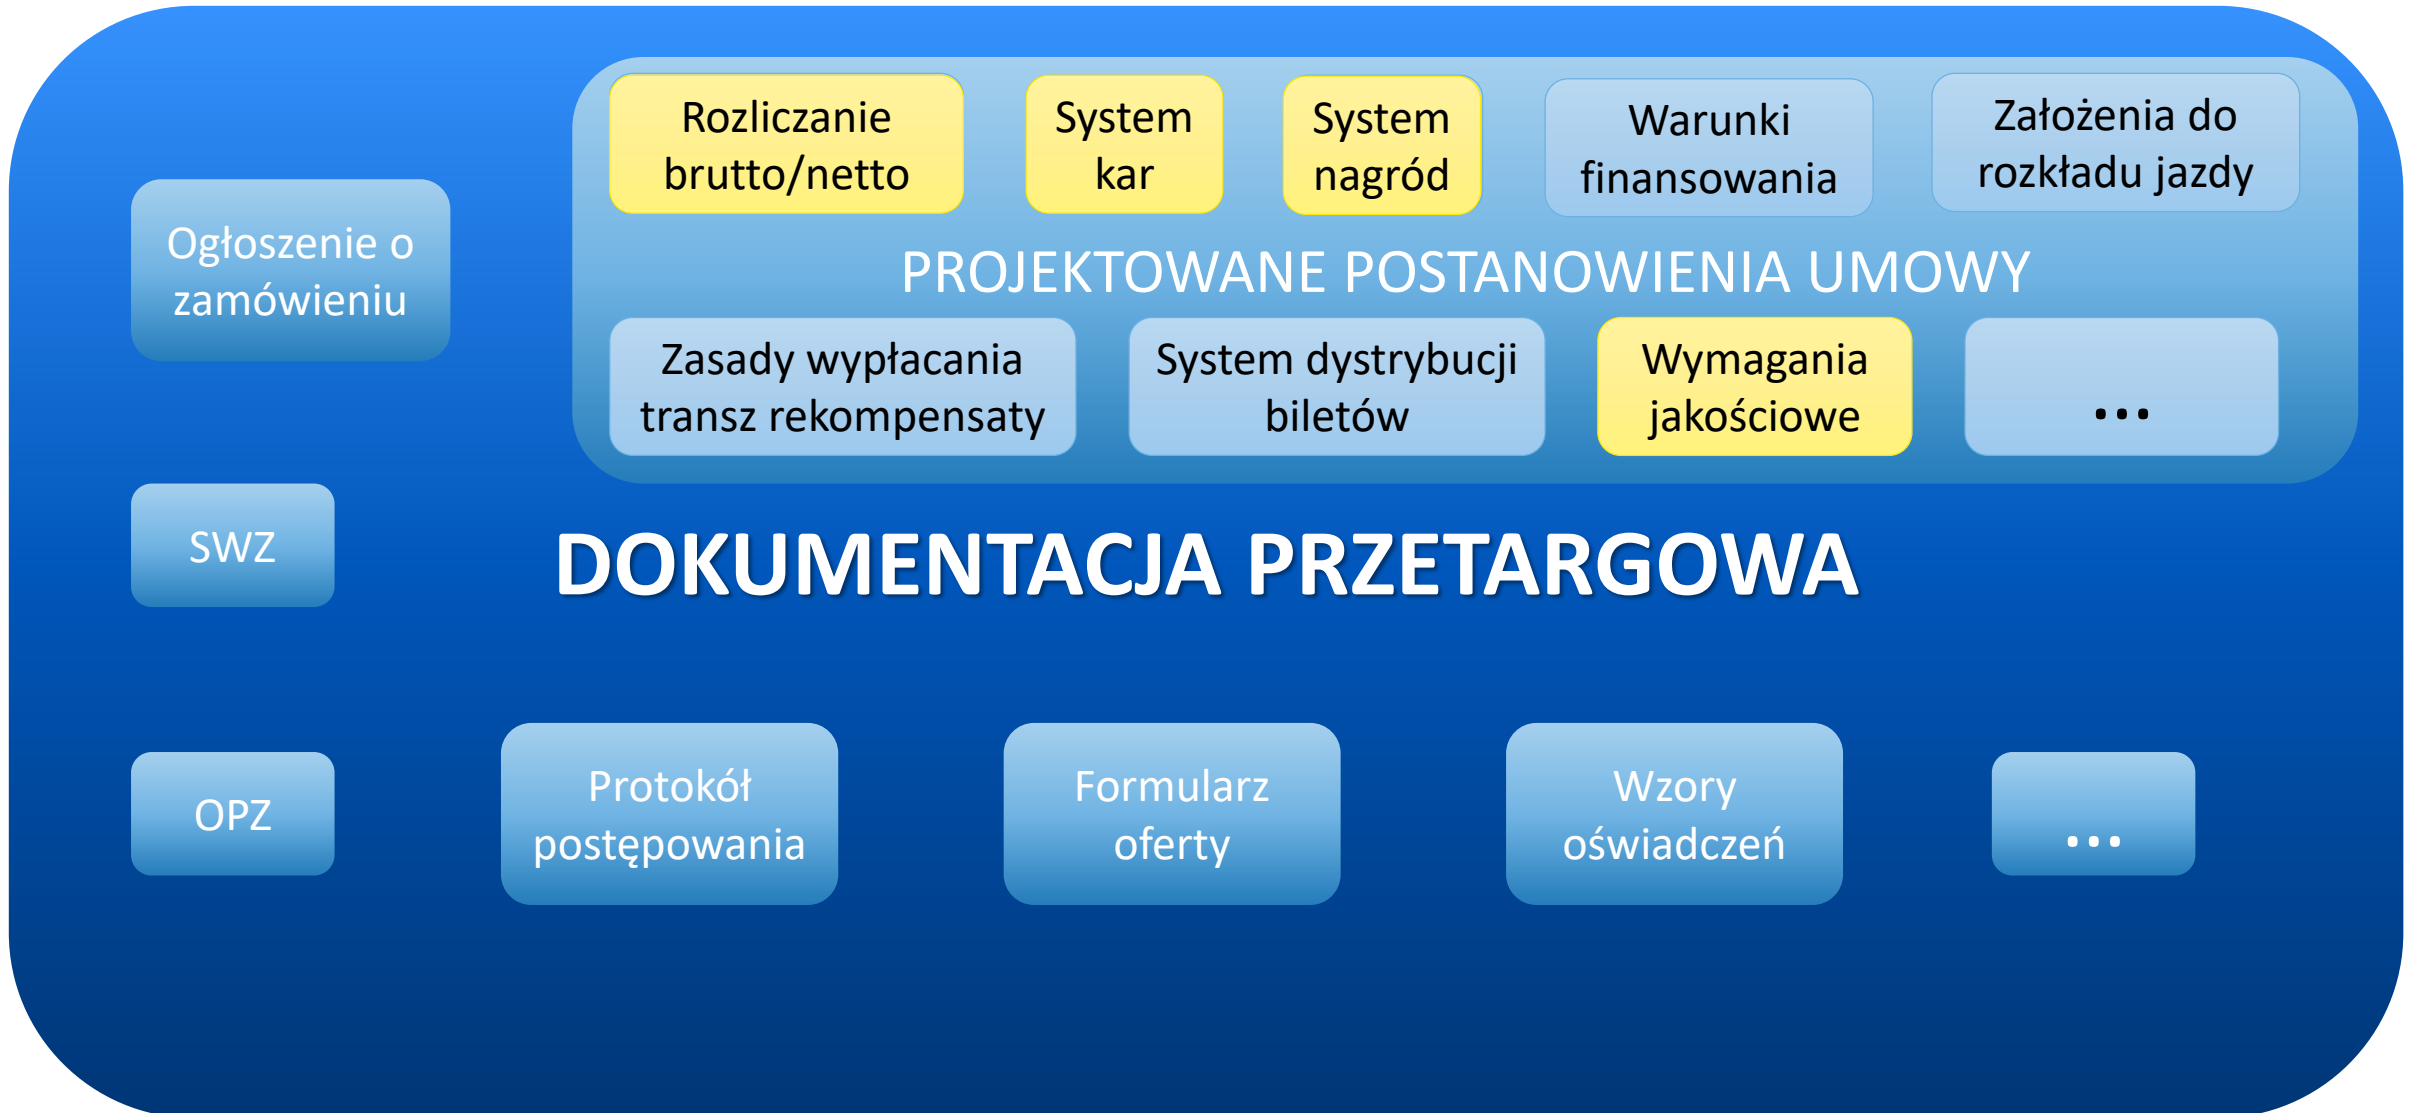 Rozliczanie
brutto/netto
System
kar
System
nagród
Warunki
finansowania
Założenia do
rozkładu jazdy
Ogłoszenie o
zamówieniu
PROJEKTOWANE POSTANOWIENIA UMOWY
Zasady wypłacania
transz rekompensaty
System dystrybucji
biletów
Wymagania
jakościowe
...
SWZ
DOKUMENTACJA PRZETARGOWA
OPZ
Protokół
postępowania
Formularz
oferty
Wzory
oświadczeń
...